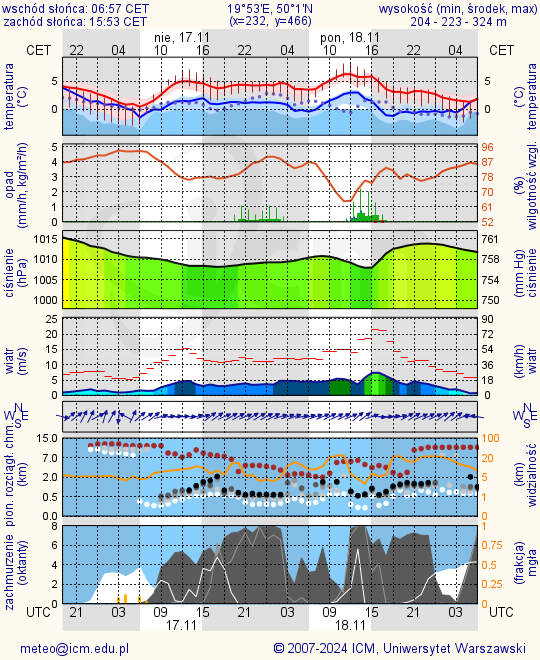 wschód słońca: 06:57 CET 19°53'E, 50°1'N wysokość (min, środek, max)
zachód słońca: 15:53 CET (x=232, y=466) 204 - 223 - 324 m
nie, 17.11 pon, 18.11
CET 22 04 10 16 22 04 10 16 22 04 CET
temperatura (°C) 5 0 5 0 (°C) temperatura
opad (mm/h, kg/m²/h) 5 4 3 2 1 0 96 87 78 70 61 52 (%) wilgotność wzgl.
ciśnienie (hPa) 1015 1010 1005 1000 761 758 754 750 (mm Hg) ciśnienie
wiatr (m/s) 25 20 15 10 5 0 90 72 54 36 18 0 (km/h) wiatr
N W E S N W E S
pion. rozciągł. chm. (km) 15.0 7.0 2.0 0.5 0.2 0.0 100 20 5 1 0 (km) widzialność
zachmurzenie (oktanty) 8 6 4 2 0 1 0.75 0.5 0.25 0 (frakcja) mgła
UTC 21 03 09 15 21 03 09 15 21 03 UTC
17.11 18.11
meteo@icm.edu.pl © 2007-2024 ICM, Uniwersytet Warszawski